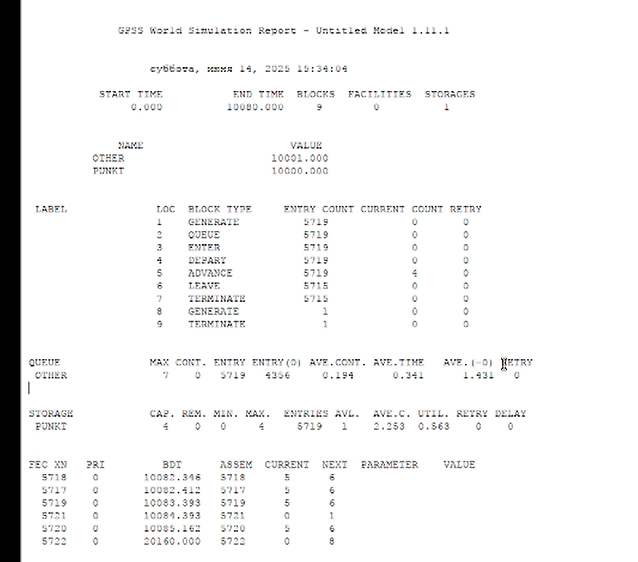 GPSS World Simulation Report - Untitled Model 1.11.1
суббота, июня 14, 2025 15:34:04
START TIME END TIME BLOCKS FACILITIES STORAGES
0.000 10080.000 9 0 1
NAME VALUE
OTHER 10001.000
PUNKT 10000.000
LABEL LOC BLOCK TYPE ENTRY COUNT CURRENT COUNT RETRY
1 GENERATE 5719 0 0
2 QUEUE 5719 0 0
3 ENTER 5719 0 0
4 DEPART 5719 0 0
5 ADVANCE 5719 4 0
6 LEAVE 5715 0 0
7 TERMINATE 5715 0 0
8 GENERATE 1 0 0
9 TERMINATE 1 0 0
QUEUE MAX CONT. ENTRY ENTRY(0) AVE.CONT. AVE.TIME AVE.(-0) RETRY
OTHER 7 0 5719 4356 0.194 0.341 1.431 0
STORAGE CAP. REM. MIN. MAX. ENTRIES AVL. AVE.C. UTIL. RETRY DELAY
PUNKT 4 0 0 4 5719 1 2.253 0.563 0 0
FEC XN PRI BDT ASSEM CURRENT NEXT PARAMETER VALUE
5718 0 10082.346 5718 5 6
5717 0 10082.412 5717 5 6
5719 0 10083.393 5719 5 6
5721 0 10084.393 5721 0 1
5720 0 10085.162 5720 5 6
5722 0 20160.000 5722 0 8